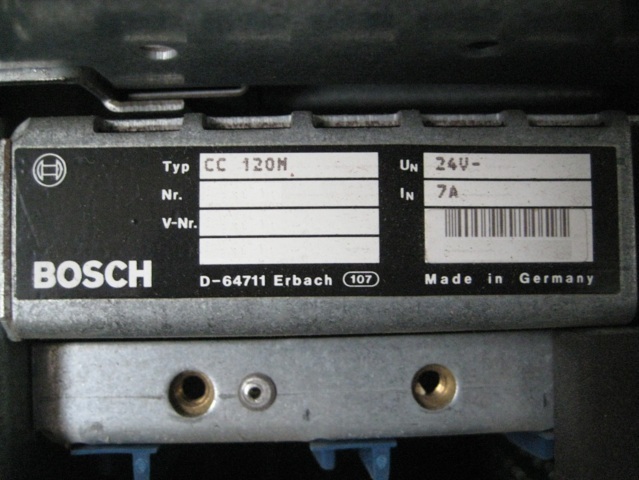 Typ CC 120M UN 24V-
Nr. IN 7A
V-Nr.
BOSCH D-64711 Erbach 107 Made in Germany